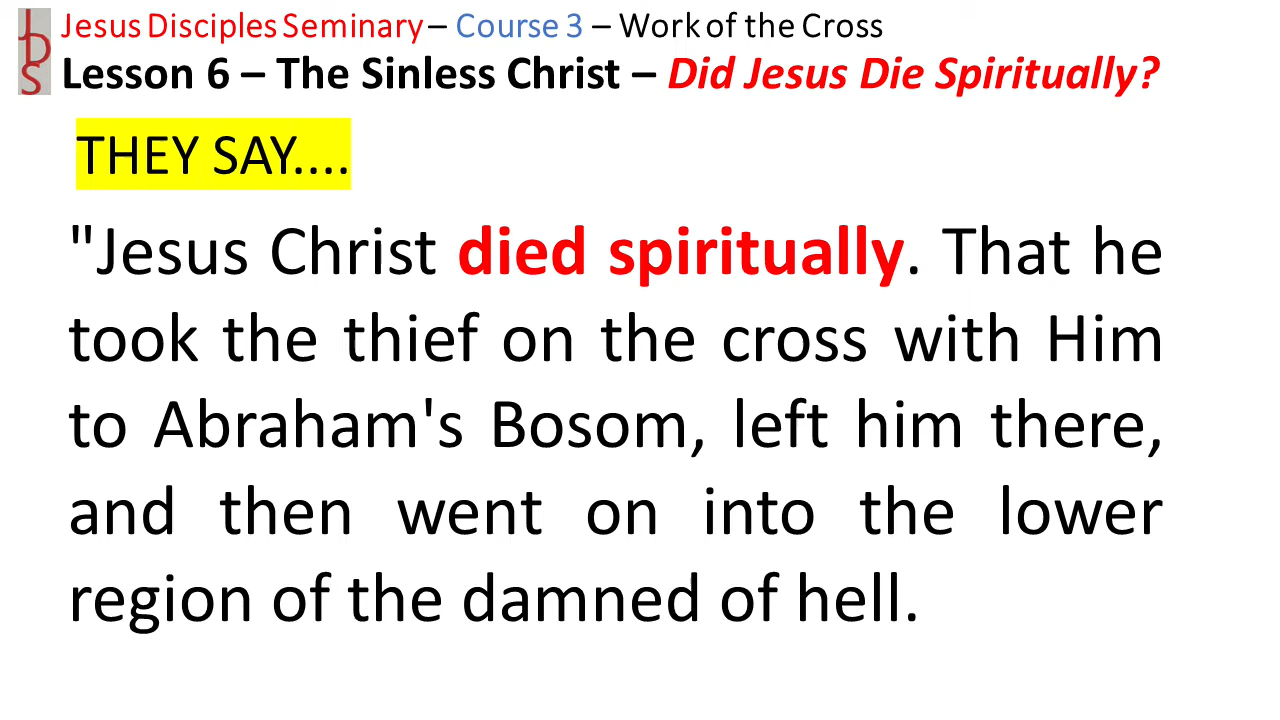 JDS
Jesus Disciples Seminary – Course 3 – Work of the Cross
Lesson 6 – The Sinless Christ – Did Jesus Die Spiritually?
THEY SAY....
"Jesus Christ died spiritually. That he
took the thief on the cross with Him
to Abraham's Bosom, left him there,
and then went on into the lower
region of the damned of hell.